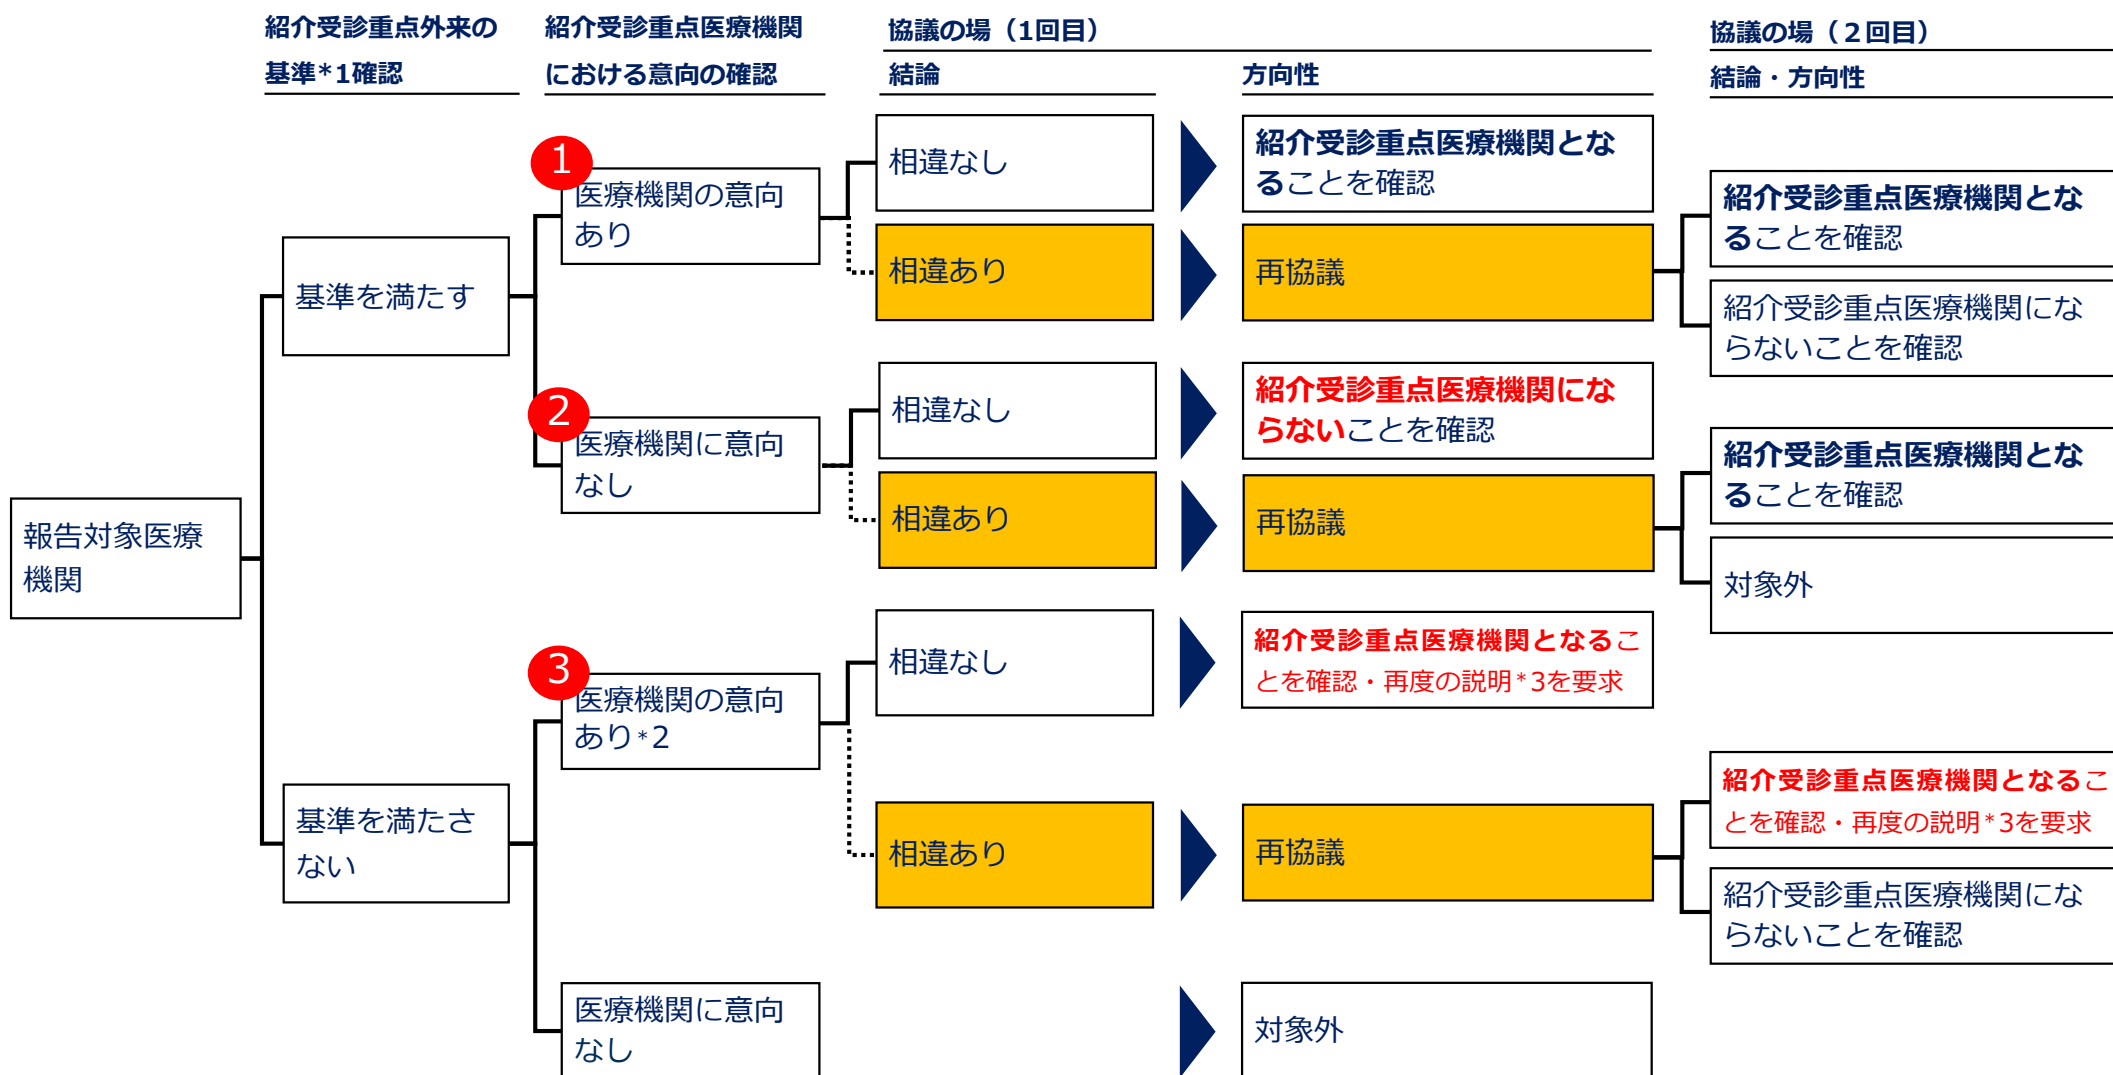 紹介受診重点外来の
基準*1確認
紹介受診重点医療機関
における意向の確認
協議の場（1回目）
結論
方向性
協議の場（２回目）
結論・方向性
報告対象医療
機関
基準を満たす
1
医療機関の意向
あり
相違なし
紹介受診重点医療機関とな
ることを確認
相違あり
再協議
紹介受診重点医療機関とな
ることを確認
紹介受診重点医療機関にな
らないことを確認
2
医療機関に意向
なし
相違なし
紹介受診重点医療機関にな
らないことを確認
相違あり
再協議
紹介受診重点医療機関とな
ることを確認
対象外
基準を満たさ
ない
3
医療機関の意向
あり*2
相違なし
紹介受診重点医療機関となるこ
とを確認・再度の説明*3を要求
相違あり
再協議
紹介受診重点医療機関となるこ
とを確認・再度の説明*3を要求
紹介受診重点医療機関にな
らないことを確認
医療機関に意向
なし
対象外